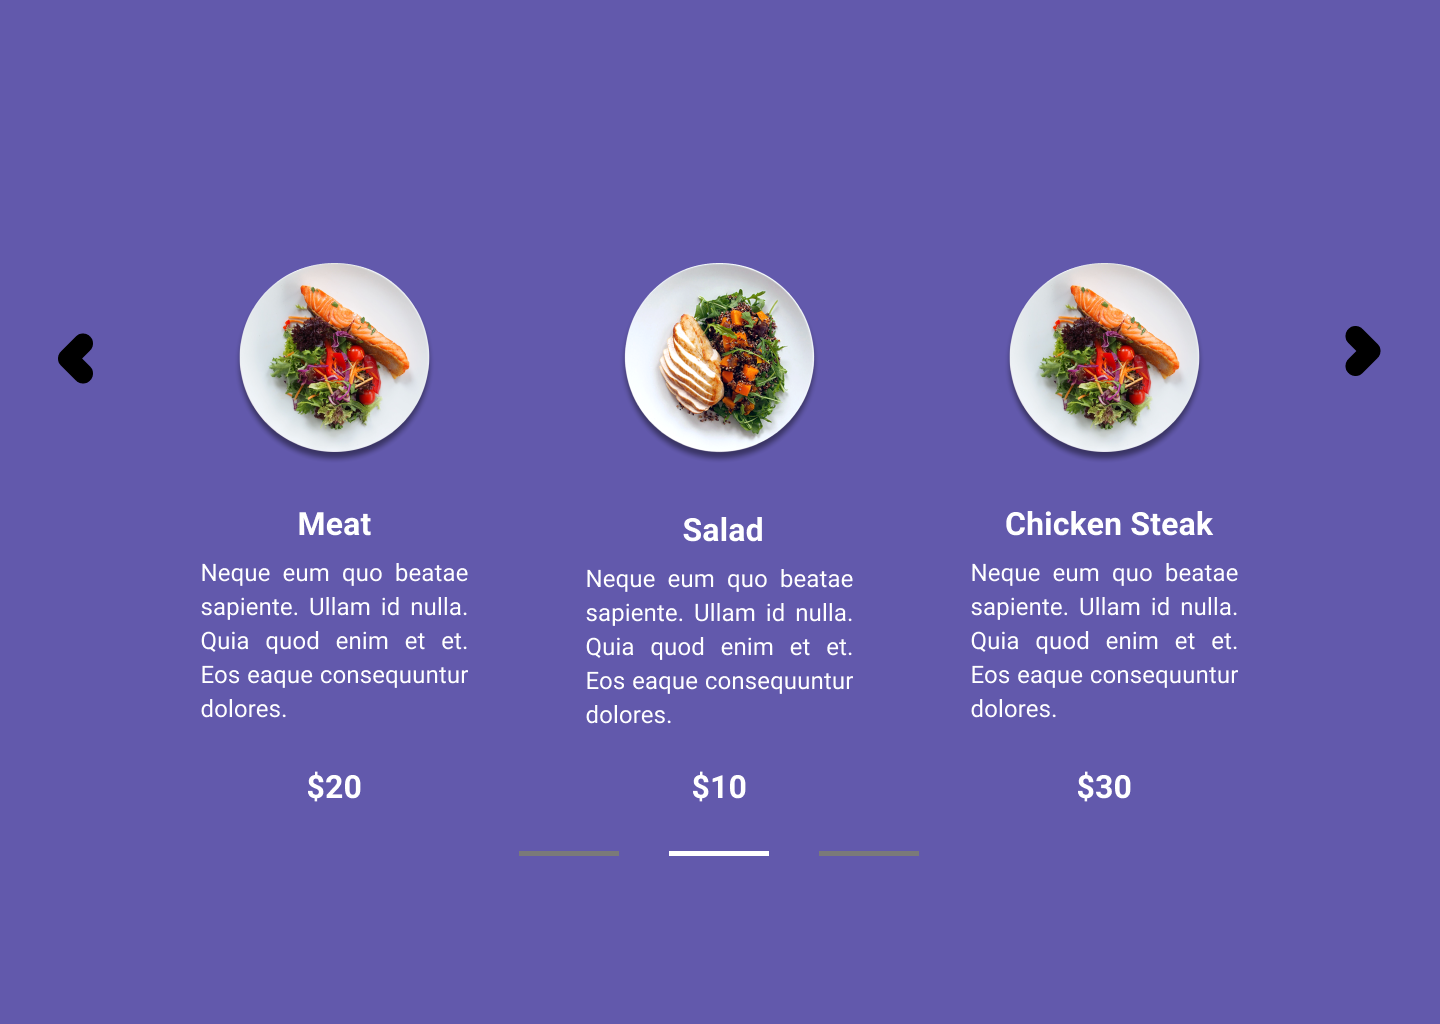 Meat
Neque eum quo beatae
sapiente. Ullam id nulla.
Quia quod enim et et.
Eos eaque consequuntur
dolores.
$20
Salad
Neque eum quo beatae
sapiente. Ullam id nulla.
Quia quod enim et et.
Eos eaque consequuntur
dolores.
$10
Chicken Steak
Neque eum quo beatae
sapiente. Ullam id nulla.
Quia quod enim et et.
Eos eaque consequuntur
dolores.
$30